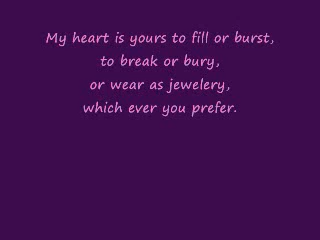 My heart is yours to fill or burst,
to break or bury,
or wear as jewelery,
which ever you prefer.